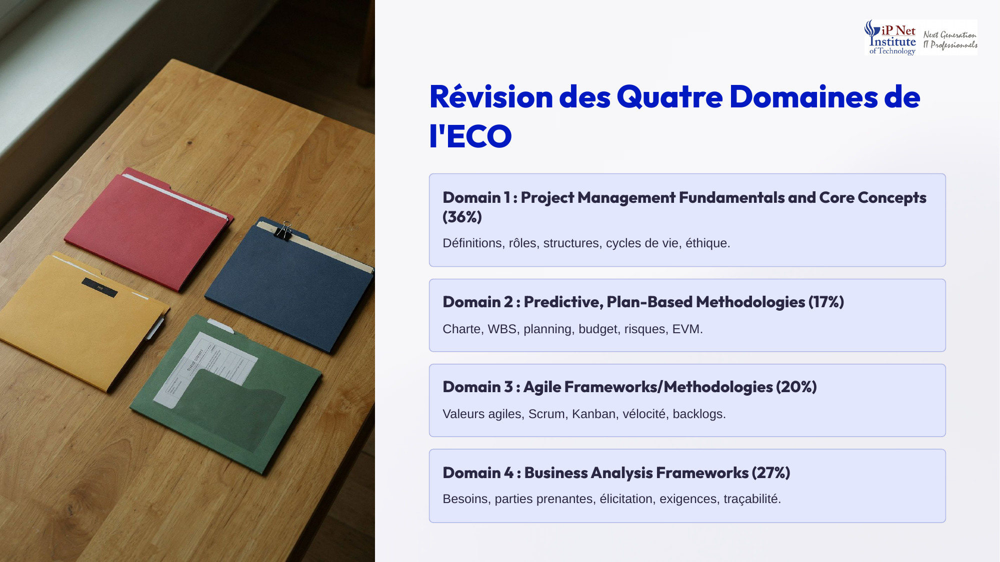 iP Net
Institute
of Technology
Next Generation
IT Professionnels
Révision des Quatre Domaines de
l'ECO
Domain 1 : Project Management Fundamentals and Core Concepts
(36%)
Définitions, rôles, structures, cycles de vie, éthique.
Domain 2 : Predictive, Plan-Based Methodologies (17%)
Charte, WBS, planning, budget, risques, EVM.
Domain 3 : Agile Frameworks/Methodologies (20%)
Valeurs agiles, Scrum, Kanban, vélocité, backlogs.
Domain 4 : Business Analysis Frameworks (27%)
Besoins, parties prenantes, élicitation, exigences, traçabilité.